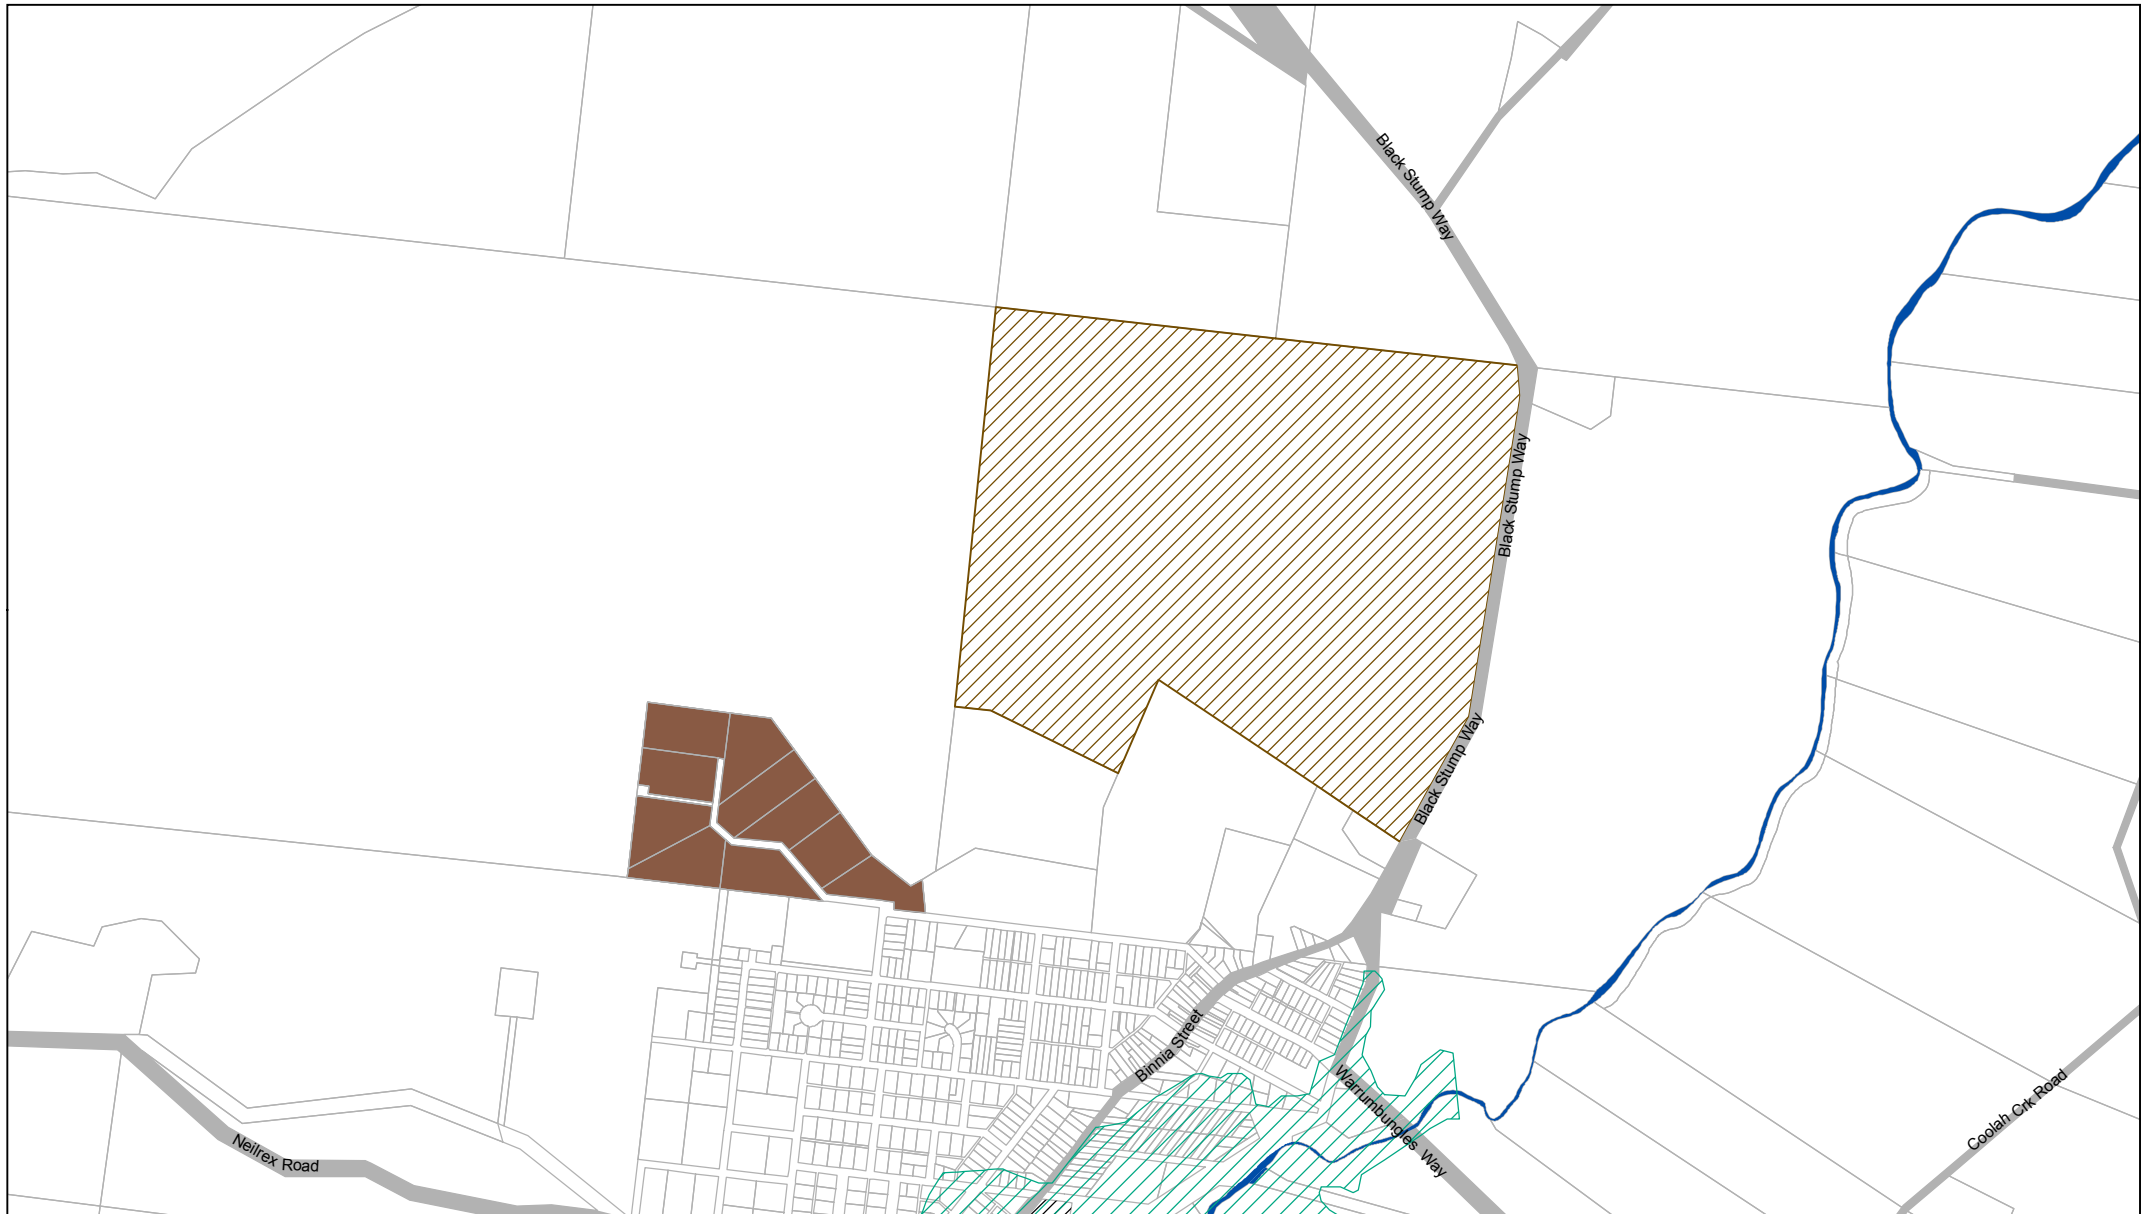 Black Stump Way
Black Stump Way
Black Stump Way
Binnia Street
Warrumbungles Way
Coolah Crk Road
Neilrex Road